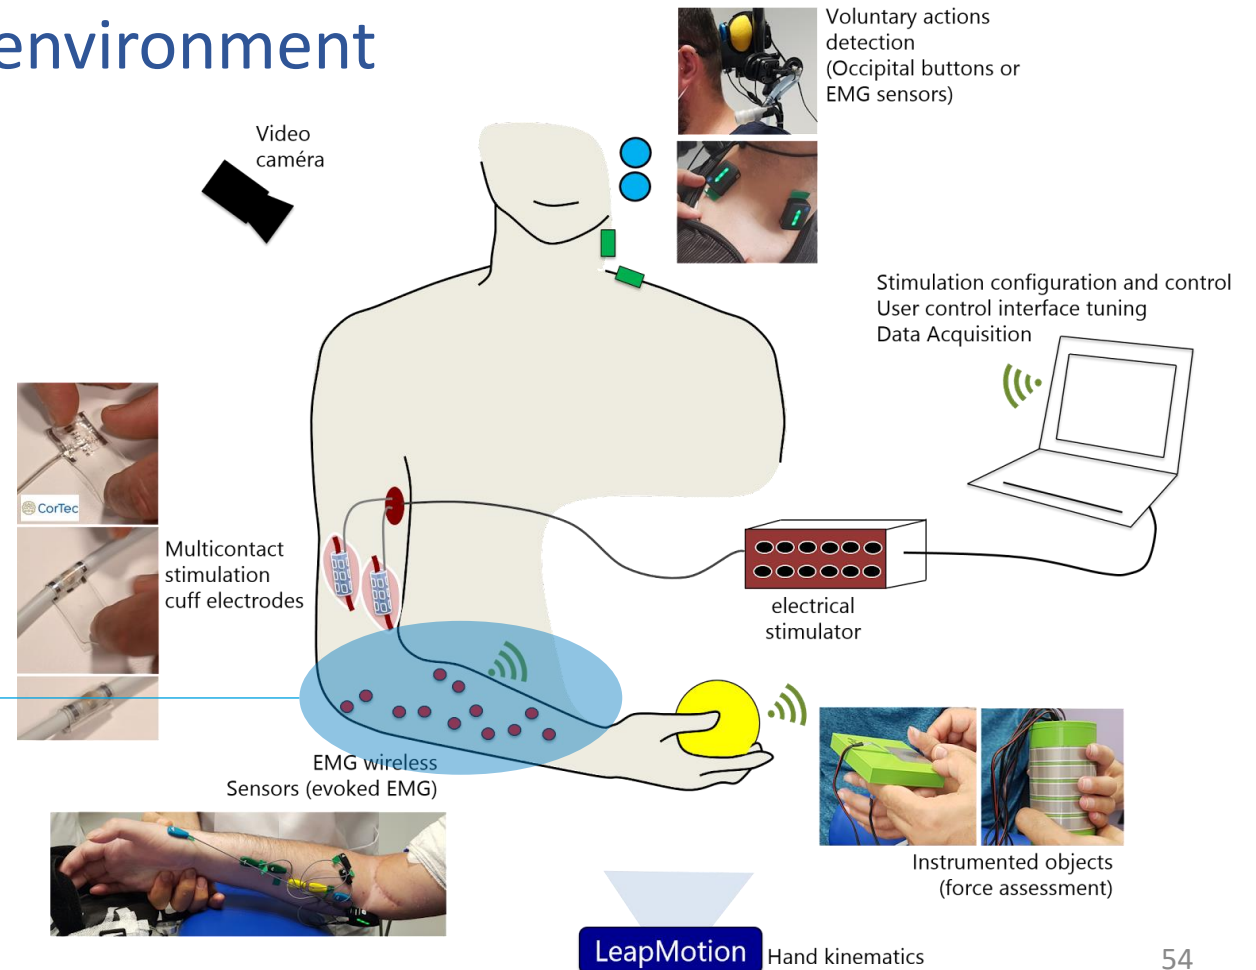 environment
Voluntary actions
detection
(Occipital buttons or
EMG sensors)
Video
caméra
Stimulation configuration and control
User control interface tuning
Data Acquisition
CorTec
Multicontact
stimulation
cuff electrodes
electrical
stimulator
EMG wireless
Sensors (evoked EMG)
Instrumented objects
(force assessment)
LeapMotion
Hand kinematics
54